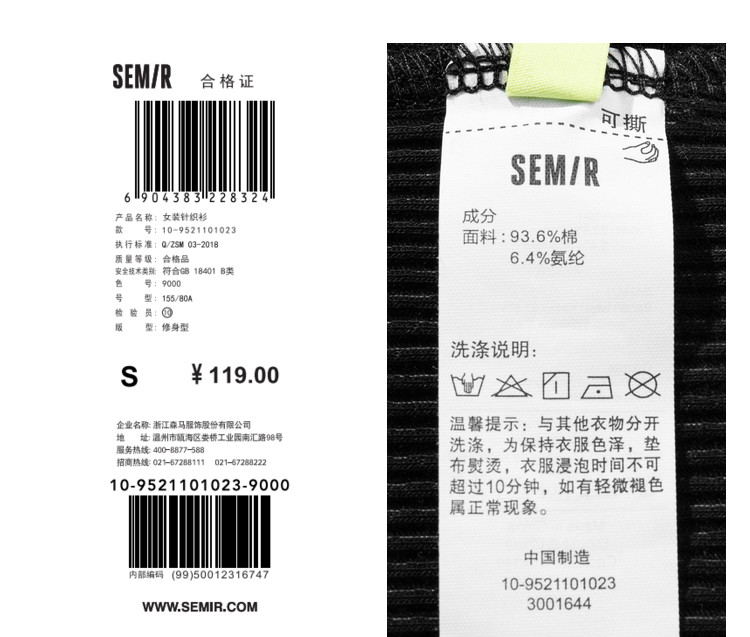 SEM/R 合格证
6 904383 228324
产品名称: 女装针织衫
款 号: 10-9521101023
执行标准: Q/ZSM 03-2018
质量等级: 合格品
安全技术类别: 符合GB 18401 B类
色 号: 9000
号 型: 155/80A
检 验 员: 10
版 型: 修身型
S ¥119.00
企业名称: 浙江森马服饰股份有限公司
地 址: 温州市瓯海区娄桥工业园南汇路98号
服务热线: 400-8877-588
招商热线: 021-67288111 021-67288222
10-9521101023-9000
内部编码 (99)50012316747
WWW.SEMIR.COM
可撕
SEM/R
成分
面料: 93.6%棉
6.4%氨纶
洗涤说明:
温馨提示: 与其他衣物分开
洗涤, 为保持衣服色泽, 垫
布熨烫, 衣服浸泡时间不可
超过10分钟, 如有轻微褪色
属正常现象。
中国制造
10-9521101023
3001644